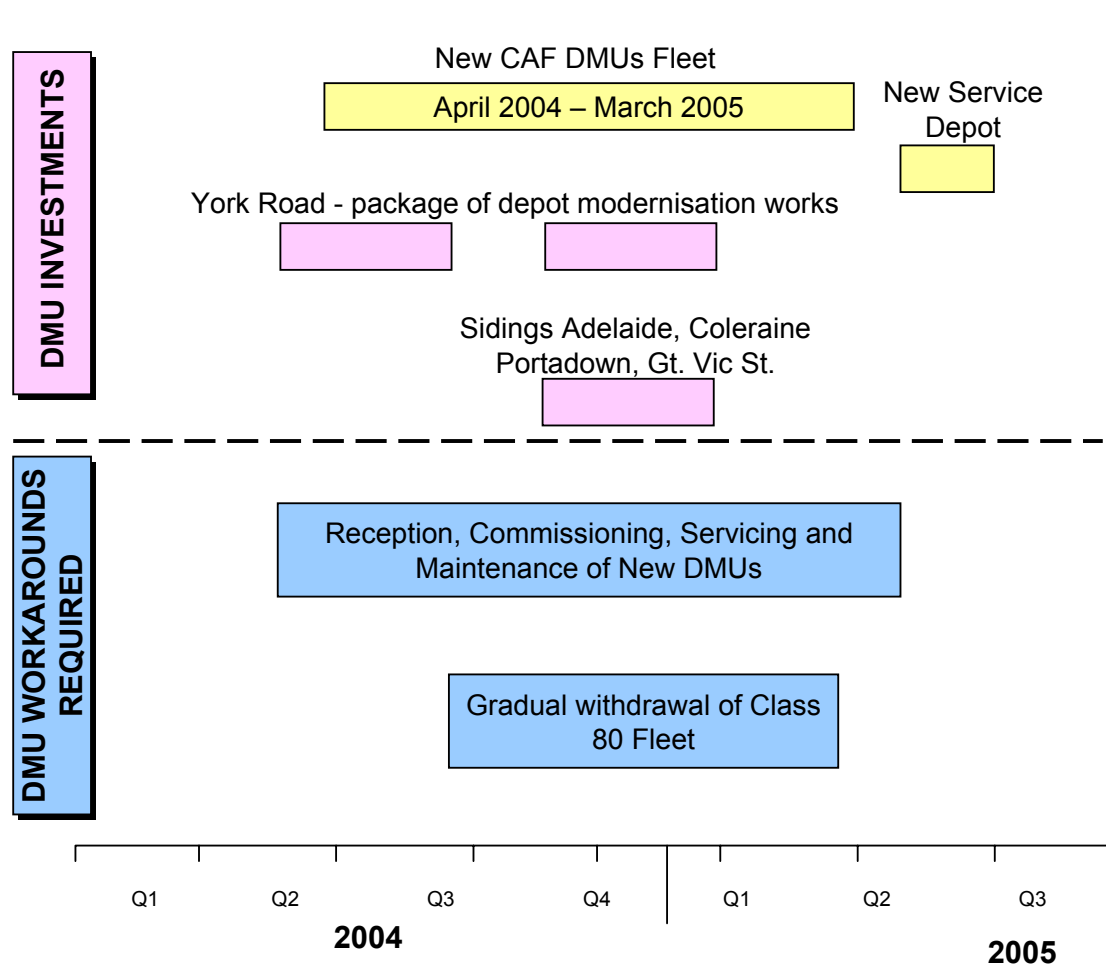 DMU INVESTMENTS
New CAF DMUs Fleet
April 2004 – March 2005
New Service
Depot
York Road - package of depot modernisation works
Sidings Adelaide, Coleraine
Portadown, Gt. Vic St.
DMU WORKAROUNDS
REQUIRED
Reception, Commissioning, Servicing and
Maintenance of New DMUs
Gradual withdrawal of Class
80 Fleet
Q1 Q2 Q3 Q4 Q1 Q2 Q3
2004 2005